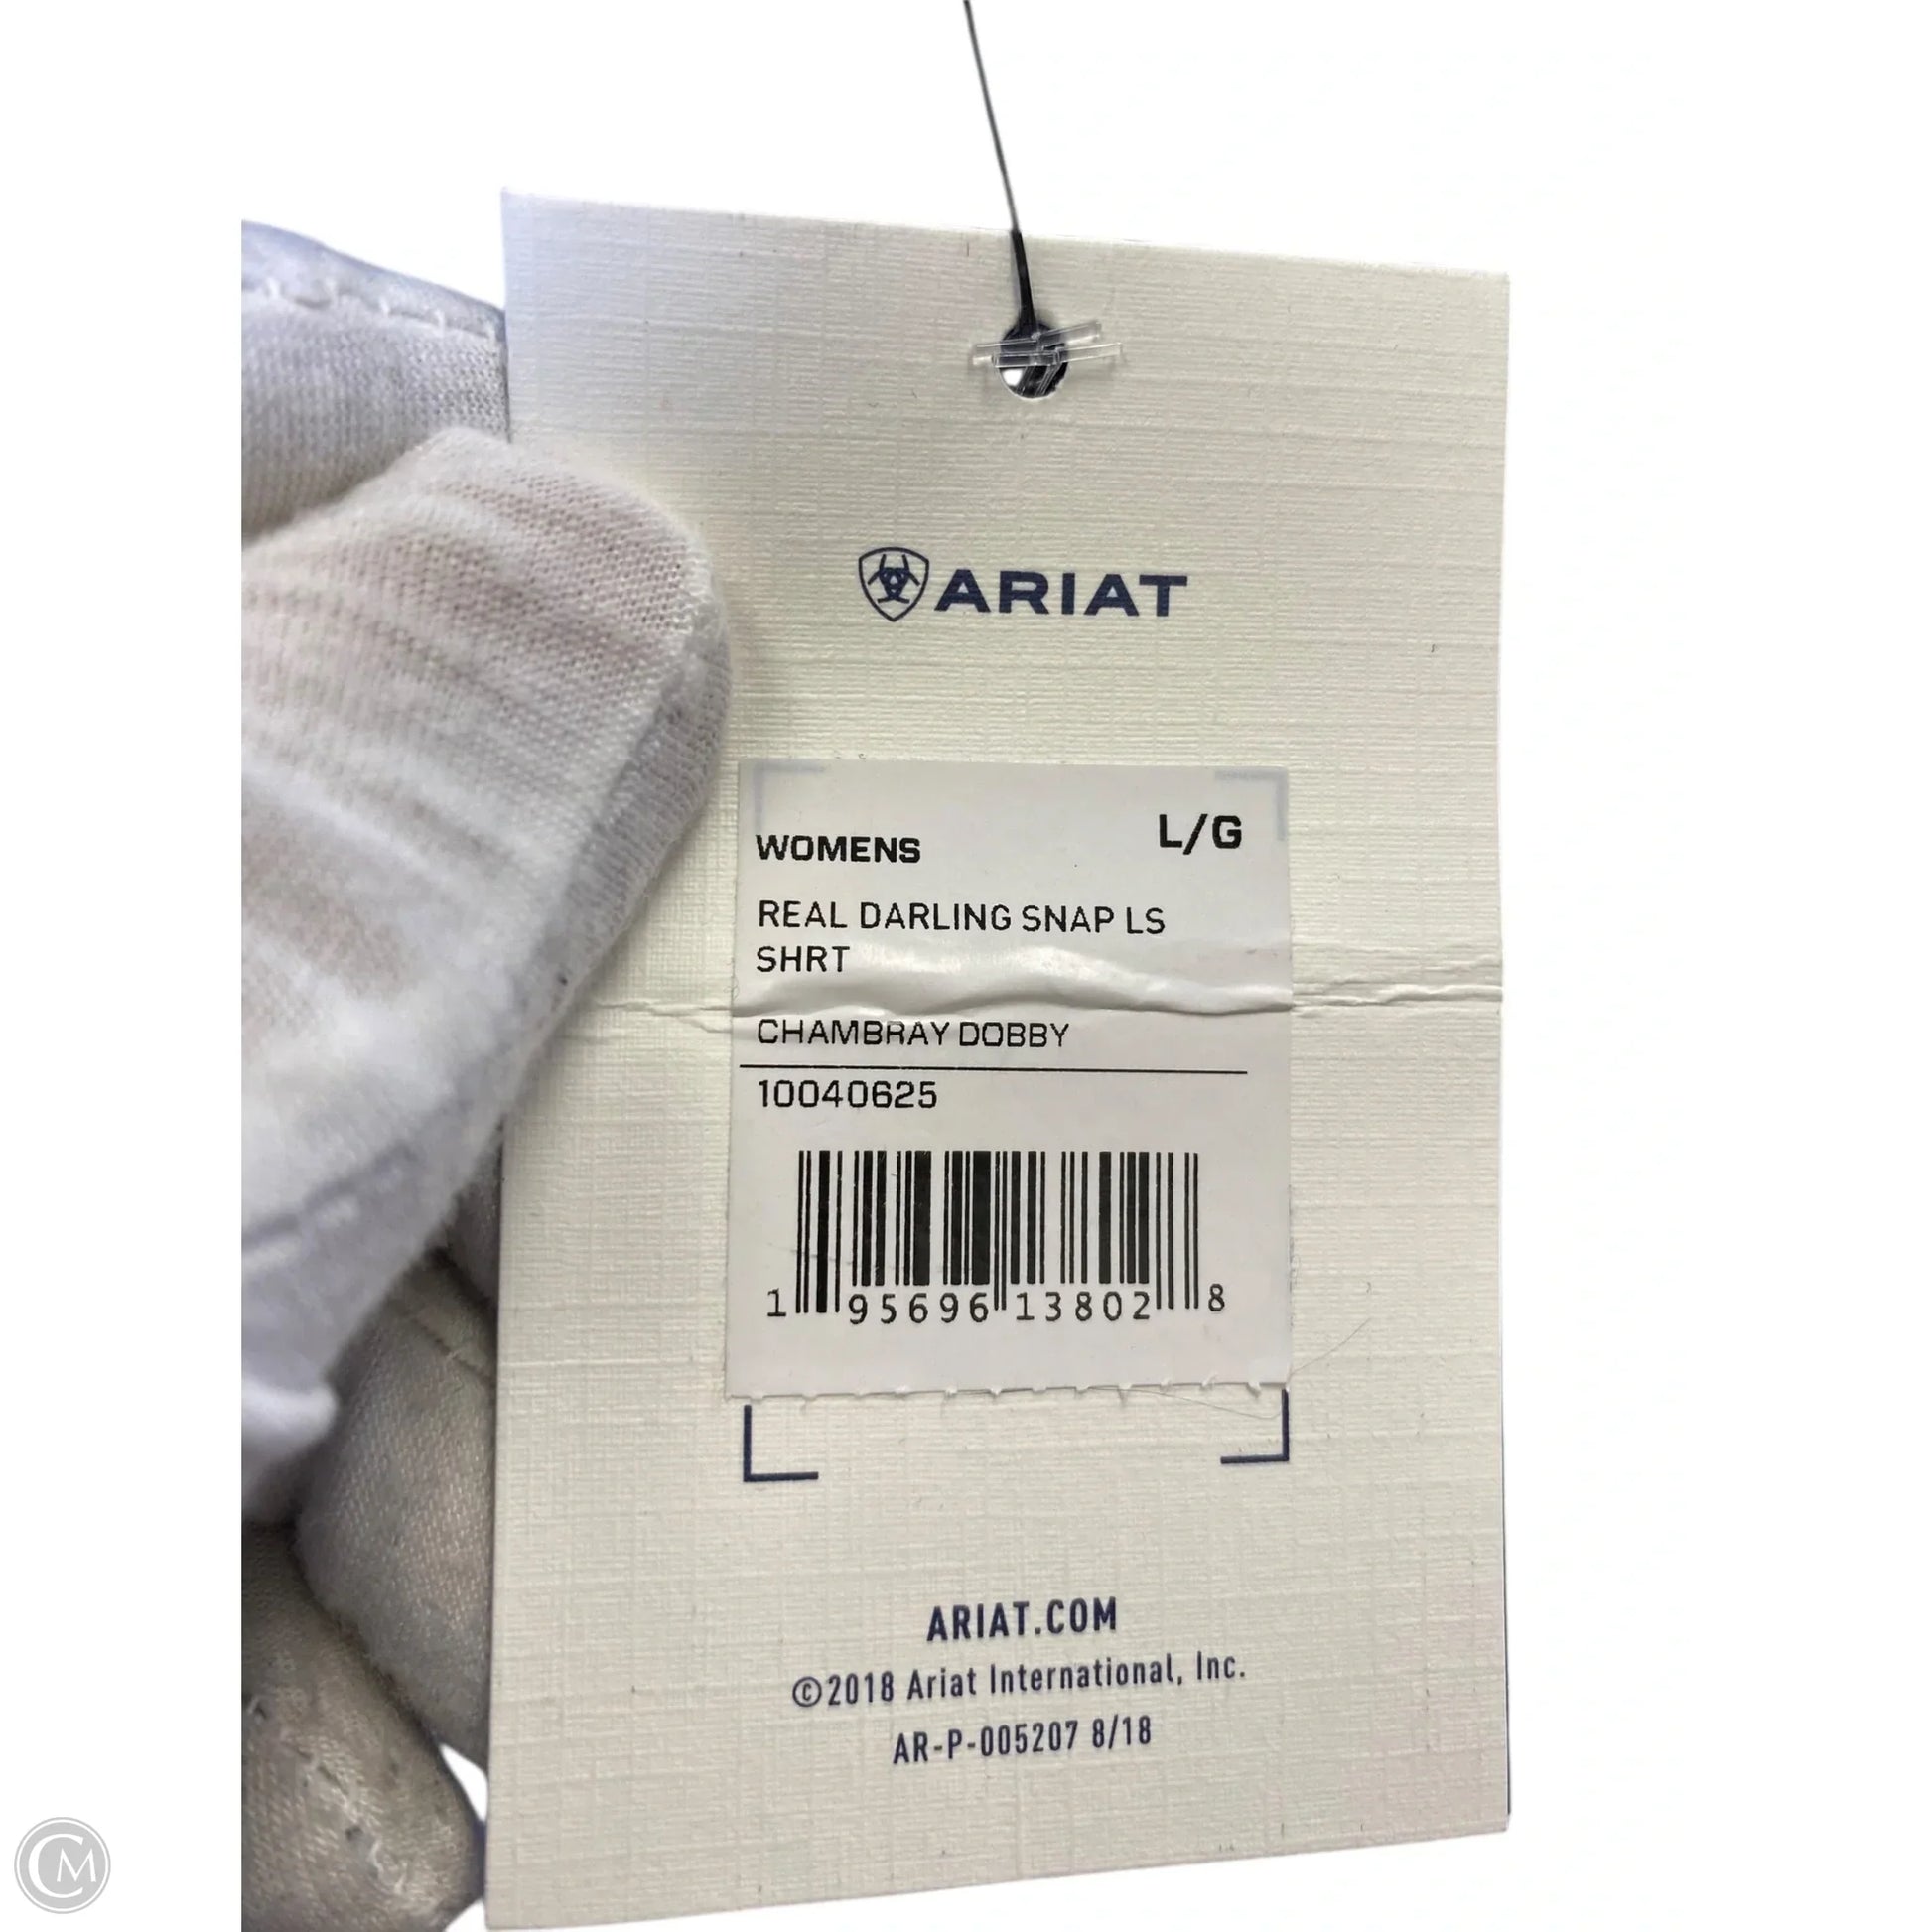 ARIAT
WOMENS
L/G
REAL DARLING SNAP LS
SHRT
CHAMBRAY DOBBY
10040625
1 95696 13802 8
ARIAT.COM
©2018 Ariat International, Inc.
AR-P-005207 8/18
CM